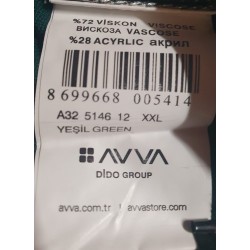 %72 VİSKON VISCOSE
ВИСКОЗА VASCOSE
%28 ACYRLIC акрил
8 699668 005414
A32 5146 12 XXL
YEŞİL GREEN
AVVA
DİDO GROUP
avva.com.tr / avvastore.com